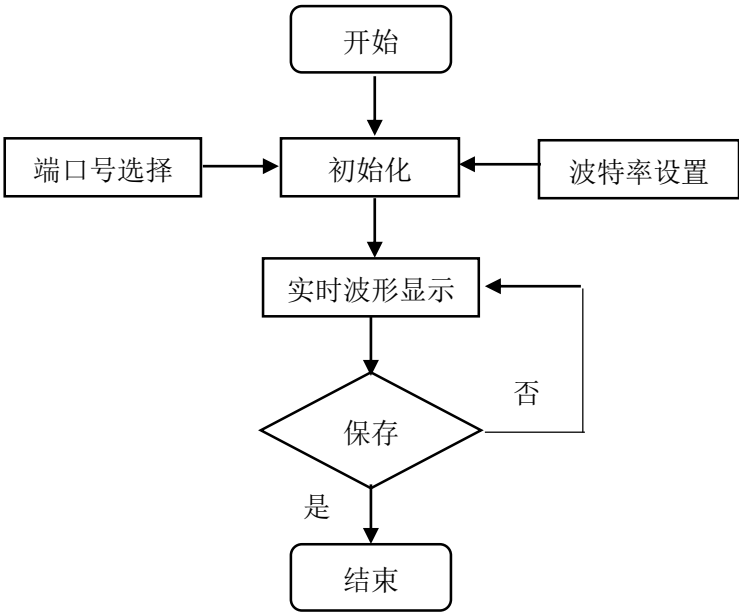 开始
端口号选择
初始化
波特率设置
实时波形显示
否
保存
是
结束